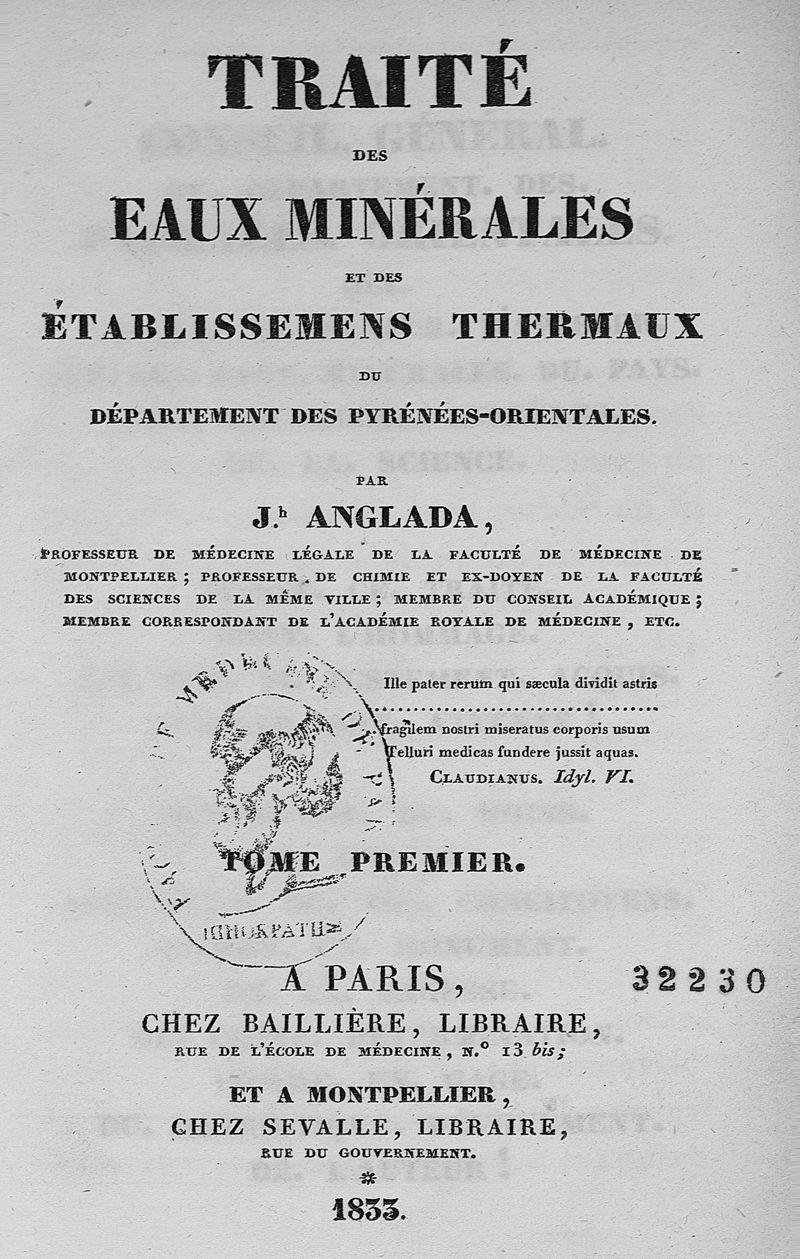 TRAITÉ
DES
EAUX MINÉRALES
ET DES
ÉTABLISSEMENS THERMAUX
DU
DÉPARTEMENT DES PYRÉNÉES-ORIENTALES.
PAR
J.h ANGLADA,
PROFESSEUR DE MÉDECINE LÉGALE DE LA FACULTÉ DE MÉDECINE DE
MONTPELLIER ; PROFESSEUR DE CHIMIE ET EX-DOYEN DE LA FACULTÉ
DES SCIENCES DE LA MÊME VILLE ; MEMBRE DU CONSEIL ACADÉMIQUE ;
MEMBRE CORRESPONDANT DE L'ACADÉMIE ROYALE DE MÉDECINE , ETC.
Ille pater rerum qui sæcula dividit astris
........................................
..fragilem nostri miseratus corporis usum
Telluri medicas fundere jussit aquas.
CLAUDIANUS. Idyl. VI.
DE MEDECINE DE PAR
TOME PREMIER.
A PARIS,
32230
CHEZ BAILLIÈRE, LIBRAIRE,
RUE DE L'ÉCOLE DE MÉDECINE , N.º 13 bis ;
ET A MONTPELLIER,
CHEZ SEVALLE, LIBRAIRE,
RUE DU GOUVERNEMENT.
*
1833.